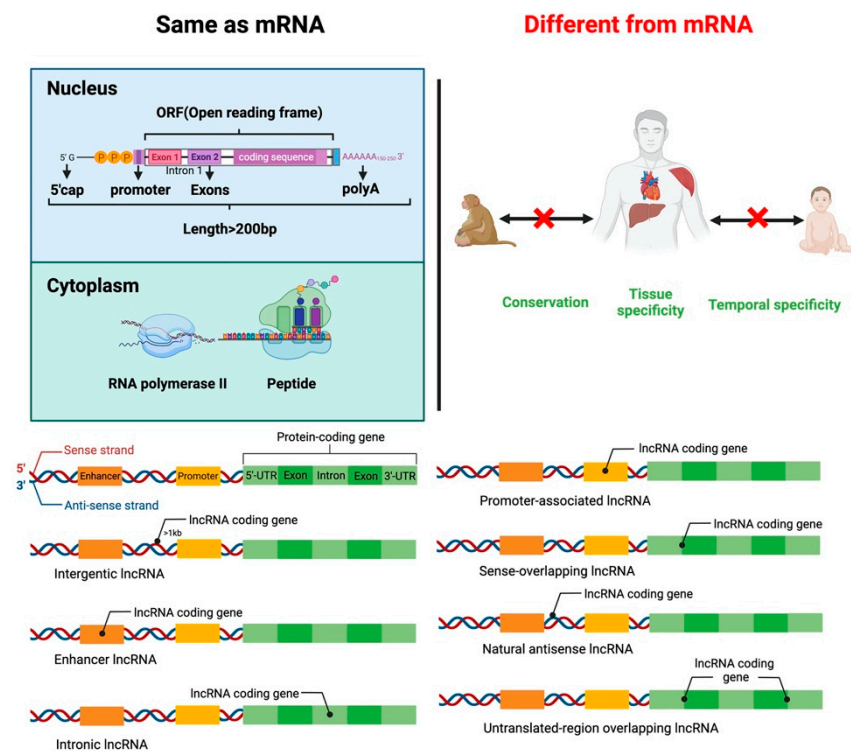 Same as mRNA
Different from mRNA
Nucleus
ORF(Open reading frame)
5' G
P P P
Exon 1
Exon 2
coding sequence
AAAAAA150 250 3'
Intron 1
5'cap
promoter
Exons
polyA
Length>200bp
Cytoplasm
RNA polymerase II
Peptide
Conservation
Tissue
specificity
Temporal specificity
Protein-coding gene
Sense strand
5'
3'
Enhancer
Promoter
5'-UTR
Exon
Intron
Exon
3'-UTR
Anti-sense strand
lncRNA coding gene
>1kb
Intergentic lncRNA
lncRNA coding gene
Enhancer lncRNA
lncRNA coding gene
Intronic lncRNA
lncRNA coding gene
Promoter-associated lncRNA
lncRNA coding gene
Sense-overlapping lncRNA
lncRNA coding gene
Natural antisense lncRNA
lncRNA coding
gene
Untranslated-region overlapping lncRNA